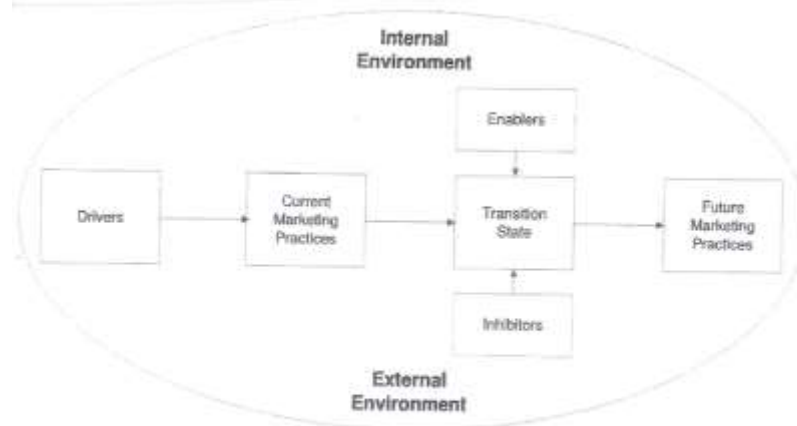 Internal
Environment
Enablers
Drivers
Current
Marketing
Practices
Transition
State
Future
Marketing
Practices
Inhibitors
External
Environment